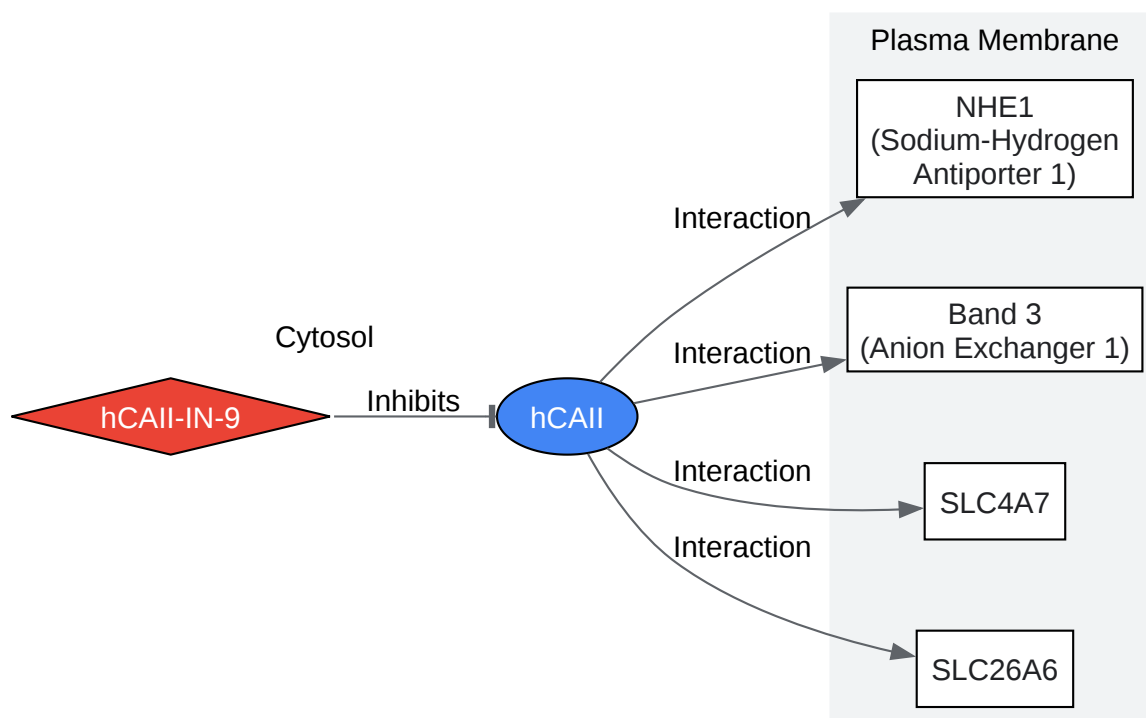 Plasma Membrane
NHE1
(Sodium-Hydrogen
Antiporter 1)
Interaction
Band 3
(Anion Exchanger 1)
Cytosol
Interaction
Inhibits
hCAII-IN-9
hCAII
Interaction
SLC4A7
Interaction
SLC26A6